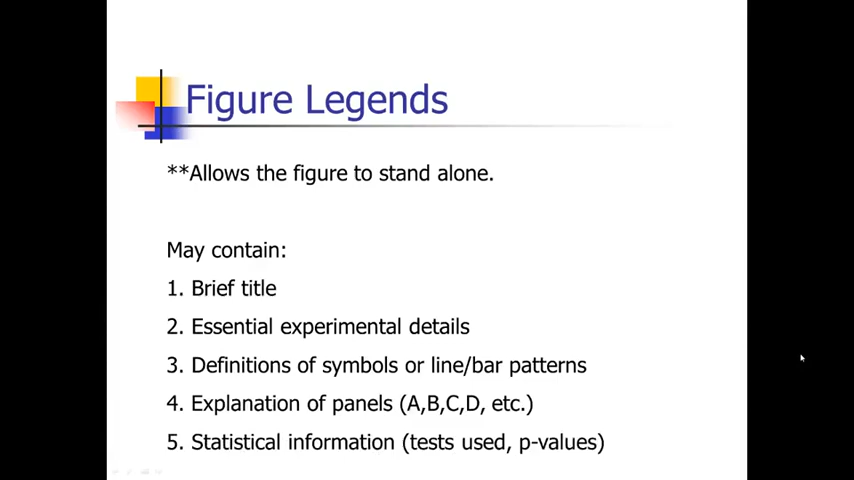 Figure Legends
**Allows the figure to stand alone.
May contain:
1. Brief title
2. Essential experimental details
3. Definitions of symbols or line/bar patterns
4. Explanation of panels (A,B,C,D, etc.)
5. Statistical information (tests used, p-values)